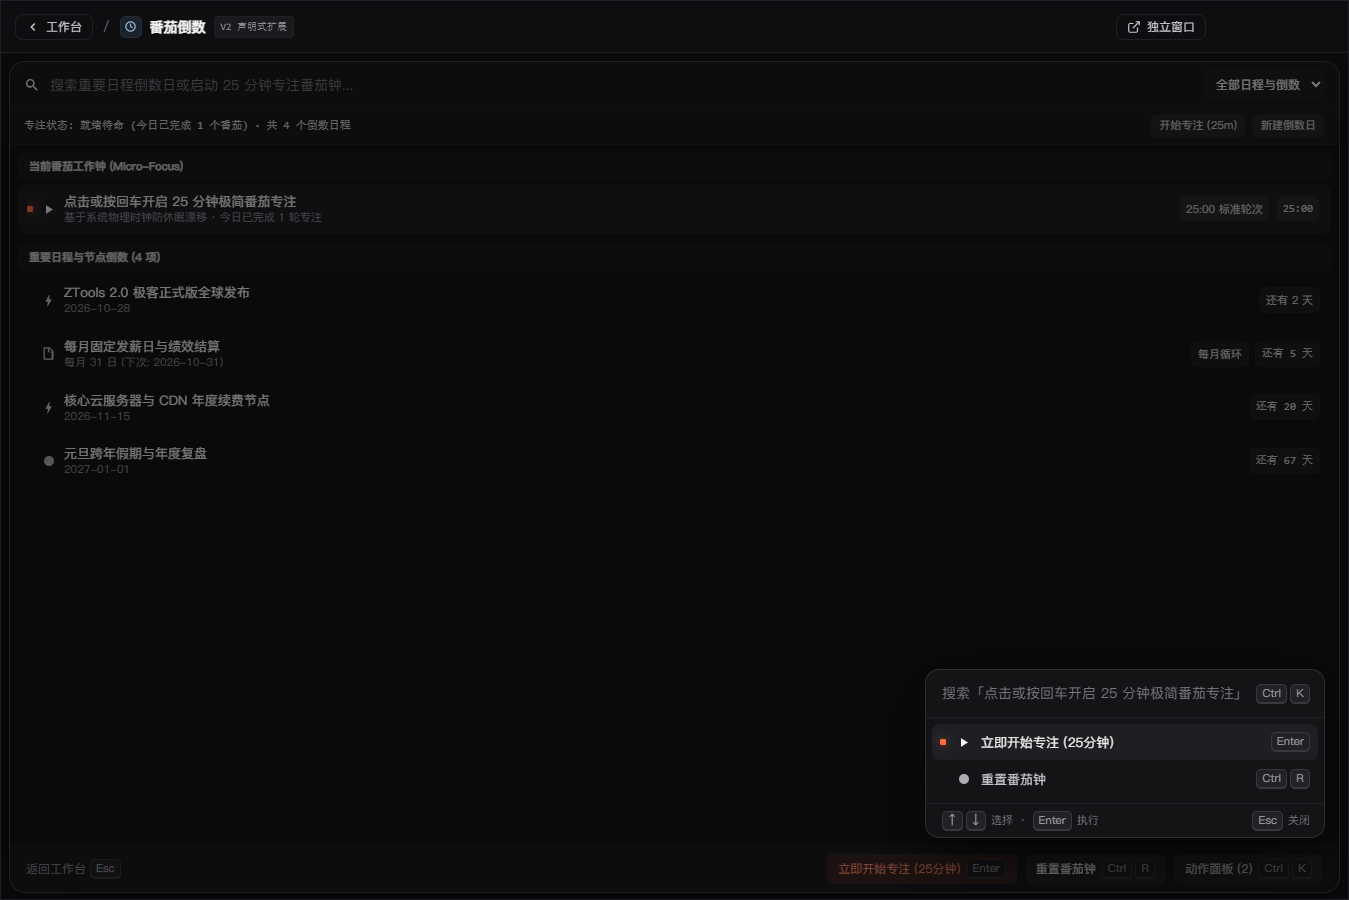 工作台 / 番茄倒数 V2 声明式扩展 独立窗口
搜索重要日程倒数日或启动 25 分钟专注番茄钟... 全部日程与倒数
专注状态: 就绪待命 (今日已完成 1 个番茄) · 共 4 个倒数日程 开始专注 (25m) 新建倒数日
当前番茄工作钟 (Micro-Focus)
点击或按回车开启 25 分钟极简番茄专注
基于系统物理时钟防休眠漂移 · 今日已完成 1 轮专注
25:00 标准轮次 25:00
重要日程与节点倒数 (4 项)
ZTools 2.0 极客正式版全球发布
2026-10-28
还有 2 天
每月固定发薪日与绩效结算
每月 31 日 (下次: 2026-10-31)
每月循环 还有 5 天
核心云服务器与 CDN 年度续费节点
2026-11-15
还有 20 天
元旦跨年假期与年度复盘
2027-01-01
还有 67 天
搜索「点击或按回车开启 25 分钟极简番茄专注」 Ctrl K
立即开始专注 (25分钟) Enter
重置番茄钟 Ctrl R
↑ ↓ 选择 · Enter 执行 Esc 关闭
返回工作台 Esc 立即开始专注 (25分钟) Enter 重置番茄钟 Ctrl R 动作面板 (2) Ctrl K